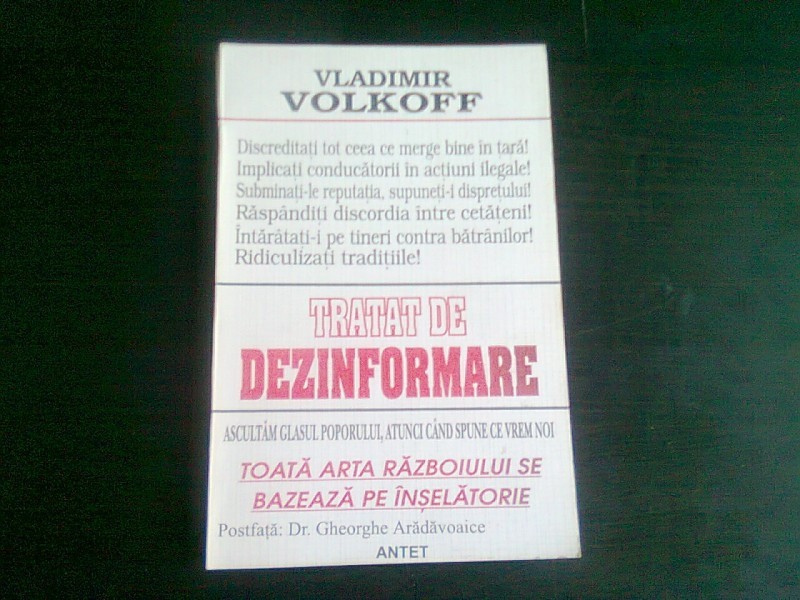 VLADIMIR
VOLKOFF
Discreditați tot ceea ce merge bine în țară!
Implicați conducătorii în acțiuni ilegale!
Subminați-le reputația, supuneți-i disprețului!
Răspândiți discordia între cetățeni!
Întărâtati-i pe tineri contra bătrânilor!
Ridiculizați tradițiile!
TRATAT DE
DEZINFORMARE
ASCULTĂM GLASUL POPORULUI, ATUNCI CÂND SPUNE CE VREM NOI
TOATĂ ARTA RĂZBOIULUI SE
BAZEAZĂ PE ÎNȘELĂTORIE
Postfață: Dr. Gheorghe Arădăvoaice
ANTET